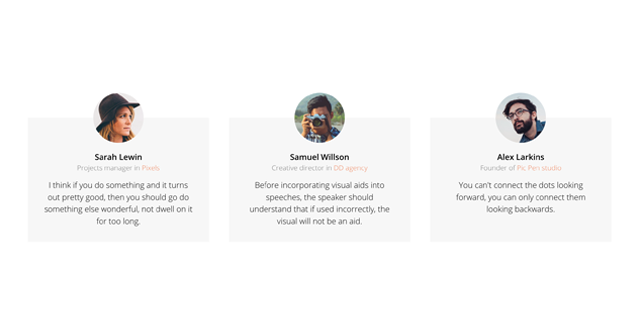 Sarah Lewin
Projects manager in Pixels
I think if you do something and it turns
out pretty good, then you should go do
something else wonderful, not dwell on it
for too long.
Samuel Willson
Creative director in DD agency
Before incorporating visual aids into
speeches, the speaker should
understand that if used incorrectly, the
visual will not be an aid.
Alex Larkins
Founder of Pic Pen studio
You can't connect the dots looking
forward, you can only connect them
looking backwards.